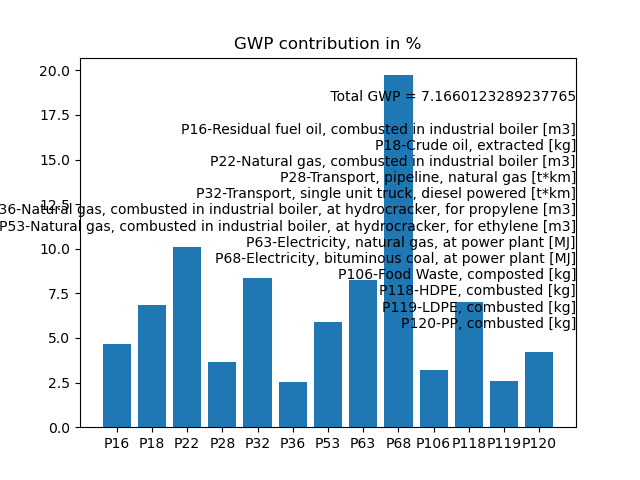 GWP contribution in %
20.0
Total GWP = 7.1660123289237765
17.5
P16-Residual fuel oil, combusted in industrial boiler [m3]
P18-Crude oil, extracted [kg]
15.0
P22-Natural gas, combusted in industrial boiler [m3]
P28-Transport, pipeline, natural gas [t*km]
P32-Transport, single unit truck, diesel powered [t*km]
12.5
36-Natural gas, combusted in industrial boiler, at hydrocracker, for propylene [m3]
P53-Natural gas, combusted in industrial boiler, at hydrocracker, for ethylene [m3]
P63-Electricity, natural gas, at power plant [MJ]
10.0
P68-Electricity, bituminous coal, at power plant [MJ]
P106-Food Waste, composted [kg]
7.5
P118-HDPE, combusted [kg]
P119-LDPE, combusted [kg]
P120-PP, combusted [kg]
5.0
2.5
0.0
P16 P18 P22 P28 P32 P36 P53 P63 P68 P106 P118 P119 P120